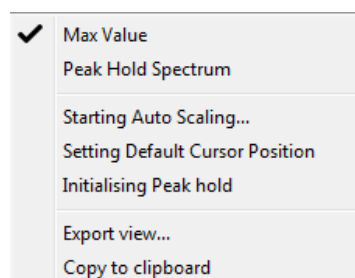 Max Value
Peak Hold Spectrum
Starting Auto Scaling...
Setting Default Cursor Position
Initialising Peak hold
Export view...
Copy to clipboard